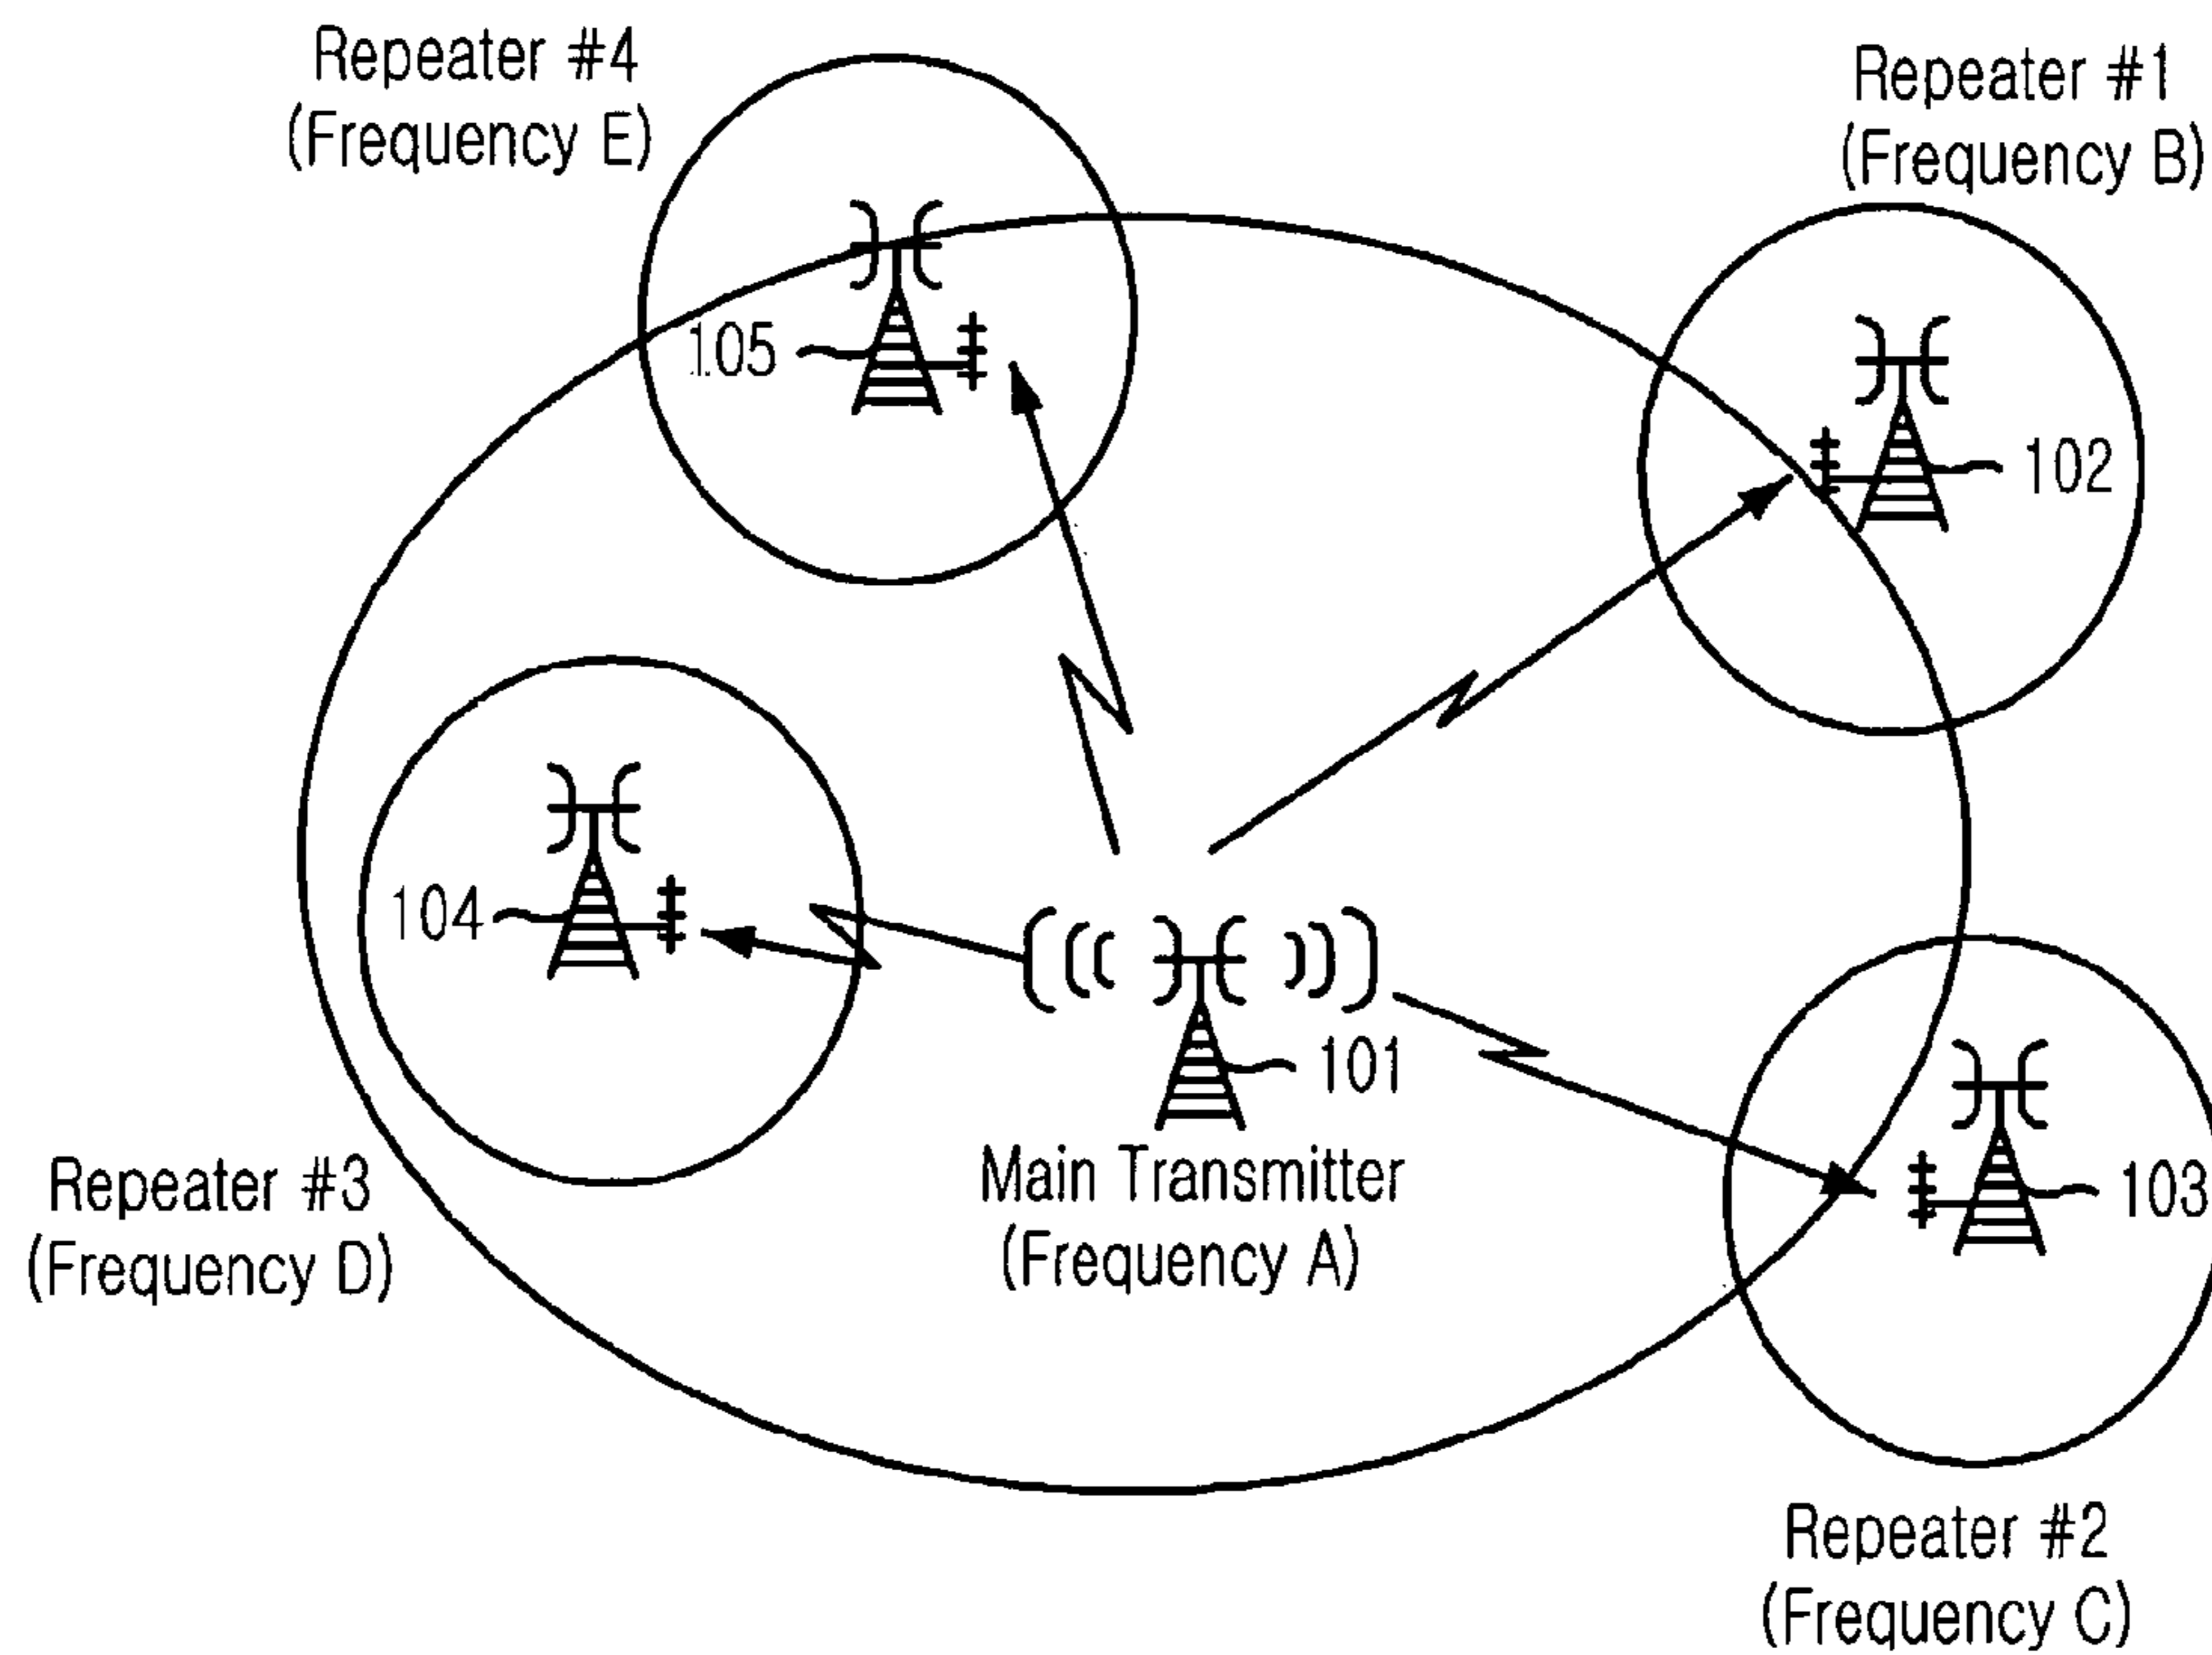 Repeater #4
(Frequency E)
Repeater #1
(Frequency B)
105
102
104
101
Main Transmitter
(Frequency A)
103
Repeater #3
(Frequency D)
Repeater #2
(Frequency C)